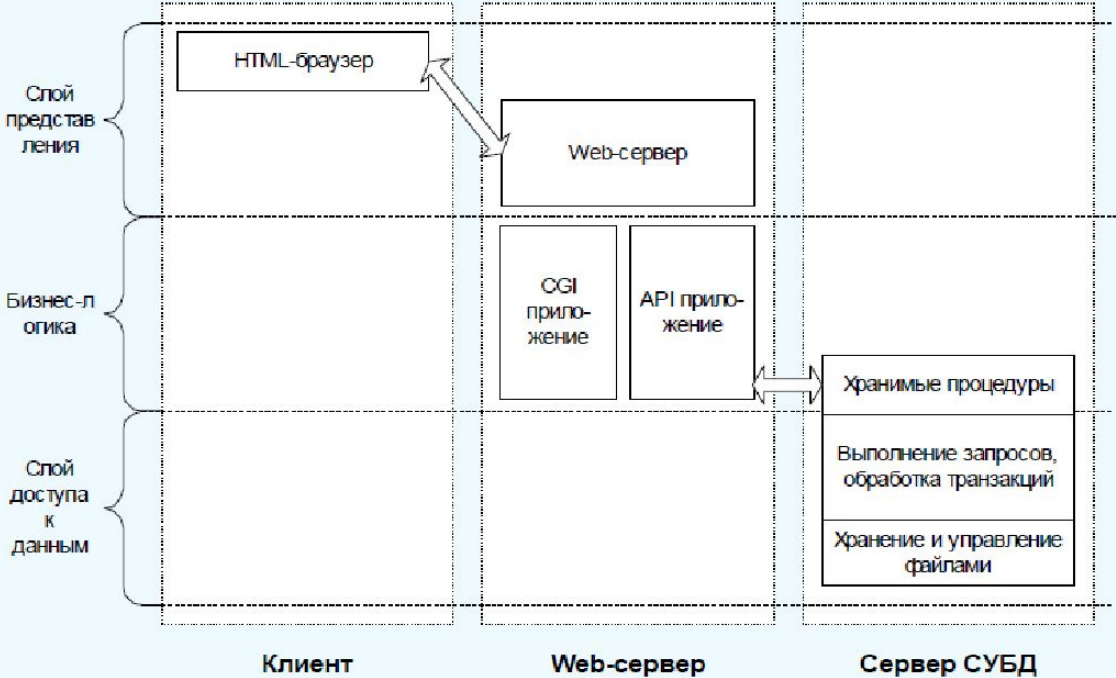 HTML-браузер
Слой
представ
ления
Web-сервер
Бизнес-л
огика
CGI
прило-
жение
API прило-
жение
Хранимые процедуры
Слой
доступа
к
данным
Выполнение запросов,
обработка транзакций
Хранение и управление
файлами
Клиент
Web-сервер
Сервер СУБД